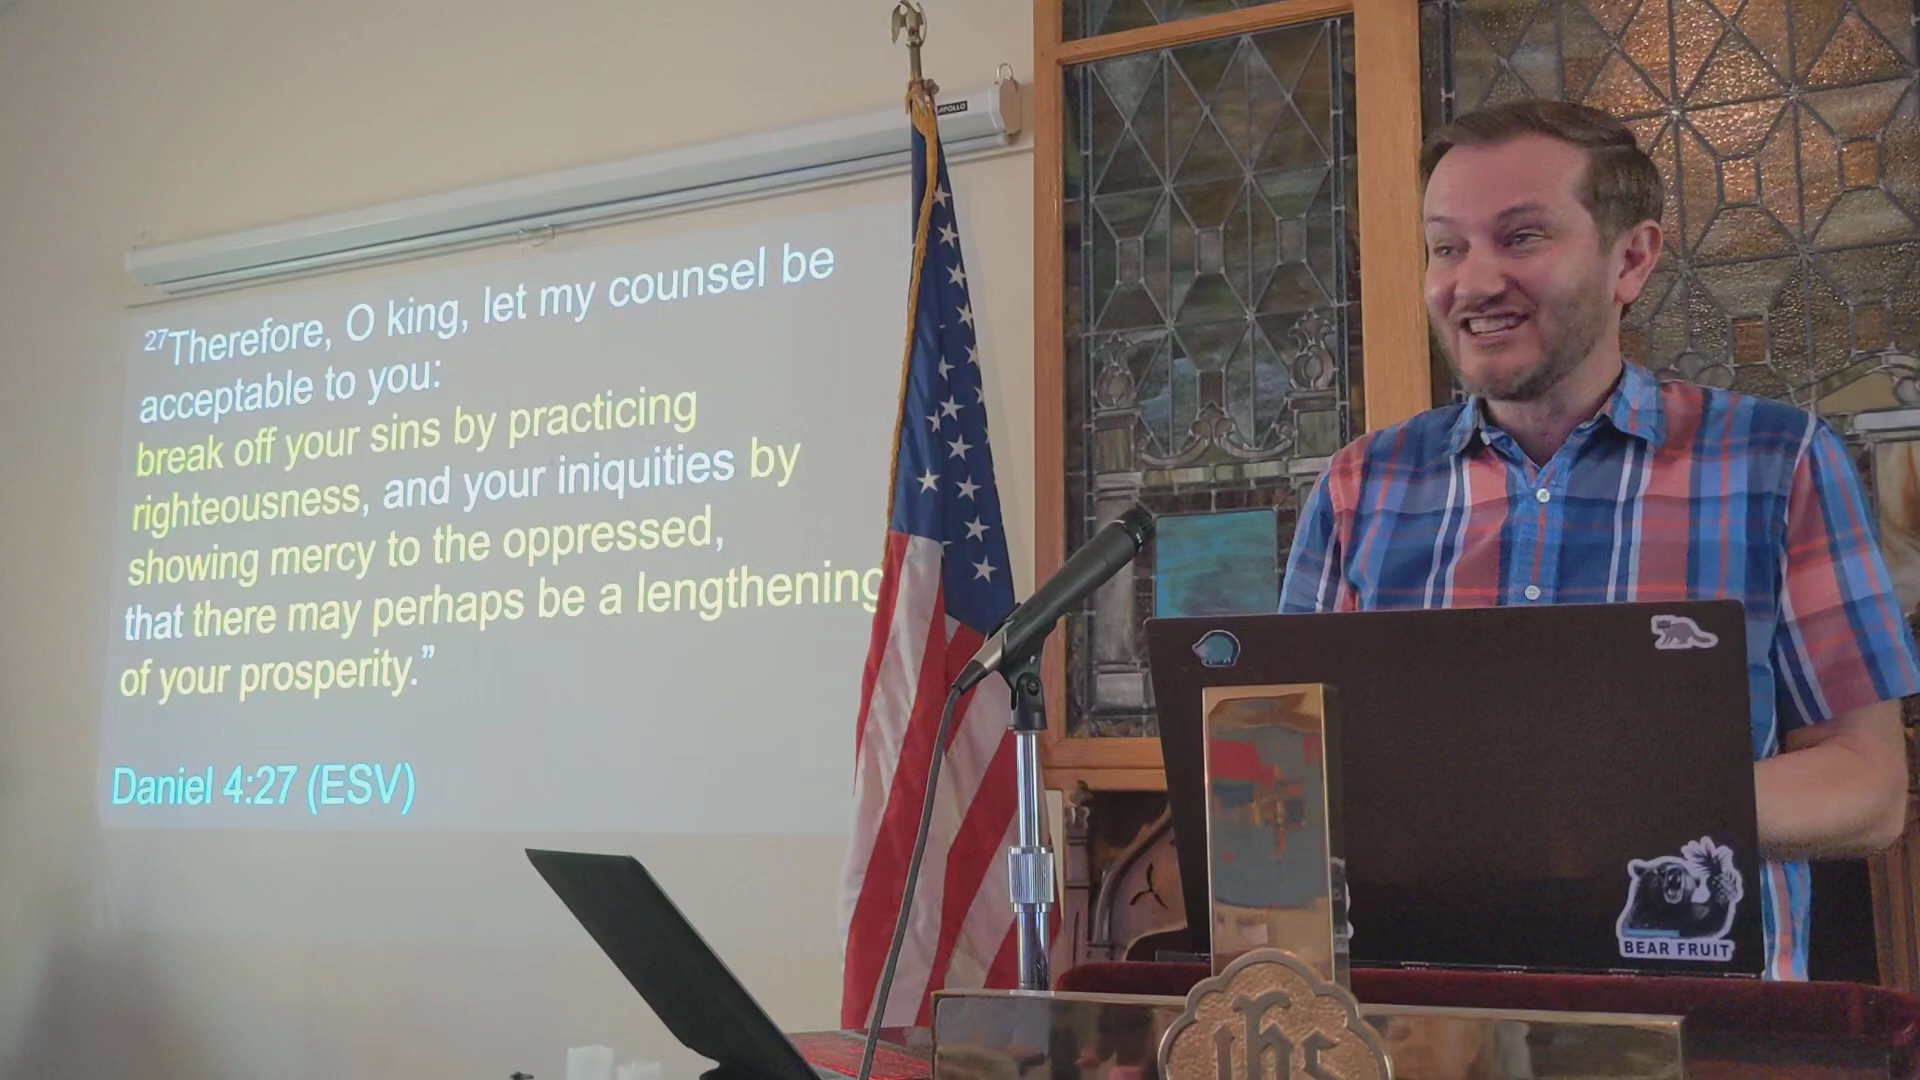 ²⁷Therefore, O king, let my counsel be
acceptable to you:
break off your sins by practicing
righteousness, and your iniquities by
showing mercy to the oppressed,
that there may perhaps be a lengthening
of your prosperity.”
Daniel 4:27 (ESV)
APOLLO
BEAR FRUIT
ihs